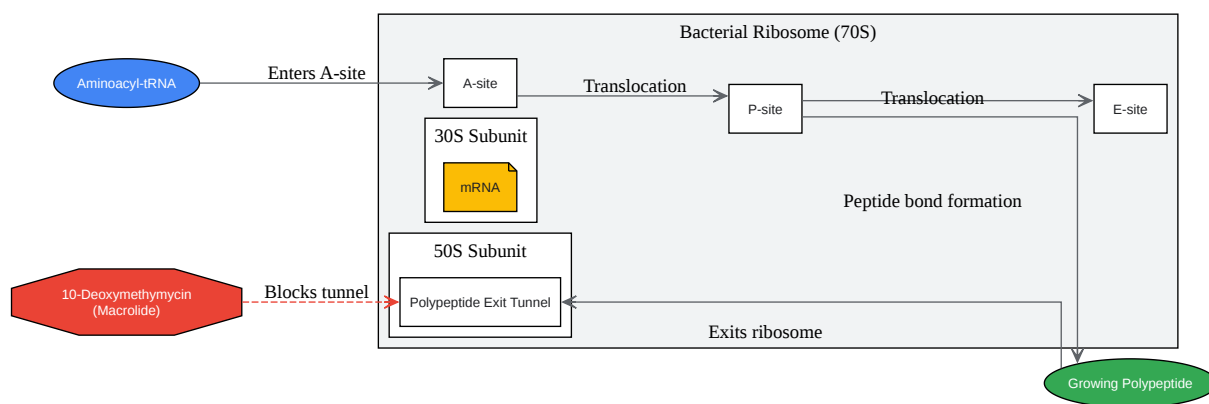 Bacterial Ribosome (70S)
Aminoacyl-tRNA
Enters A-site
A-site
Translocation
P-site
Translocation
E-site
30S Subunit
mRNA
Peptide bond formation
50S Subunit
10-Deoxymethymycin
(Macrolide)
Blocks tunnel
Polypeptide Exit Tunnel
Exits ribosome
Growing Polypeptide